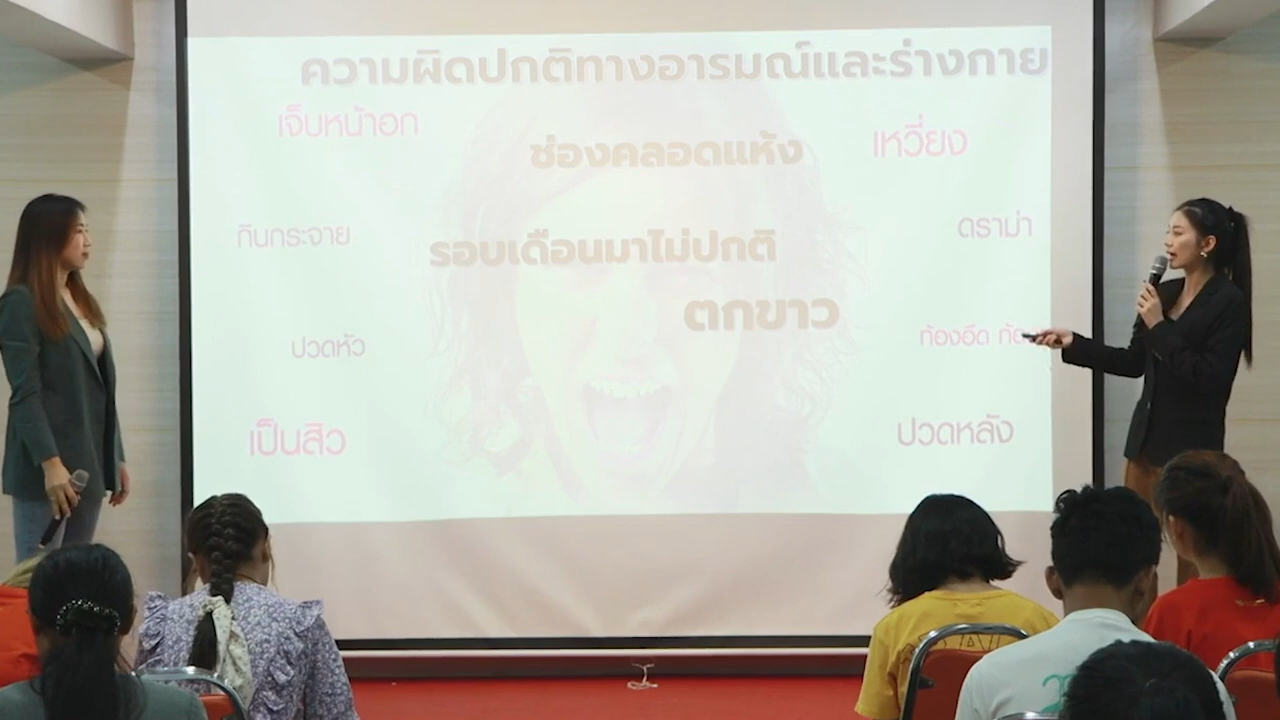 ความผิดปกติทางอารมณ์และร่างกาย
เจ็บหน้าอก
ช่องคลอดแห้ง
เหวี่ยง
กินกระจาย
รอบเดือนมาไม่ปกติ
ดราม่า
ตกขาว
ปวดหัว
ท้องอืด
เป็นสิว
ปวดหลัง